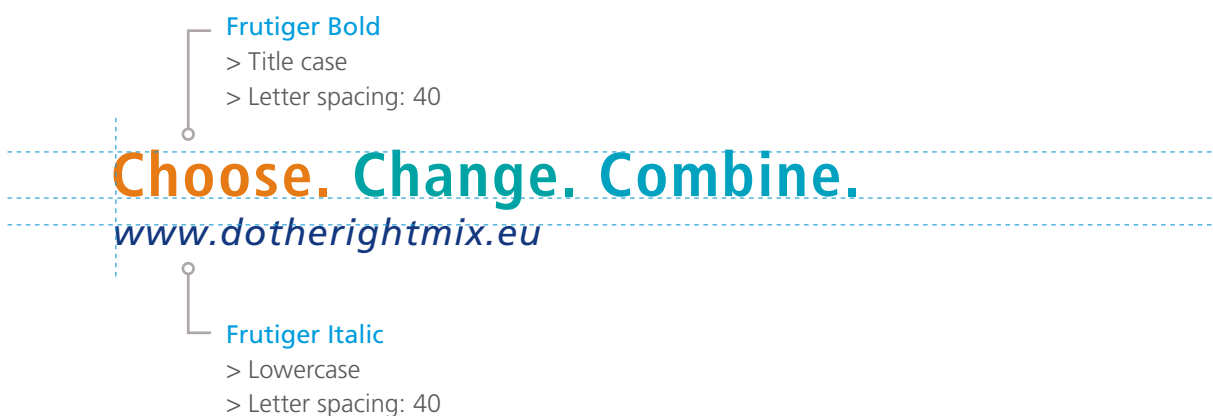 Frutiger Bold
> Title case
> Letter spacing: 40
Choose. Change. Combine.
www.dotherightmix.eu
Frutiger Italic
> Lowercase
> Letter spacing: 40